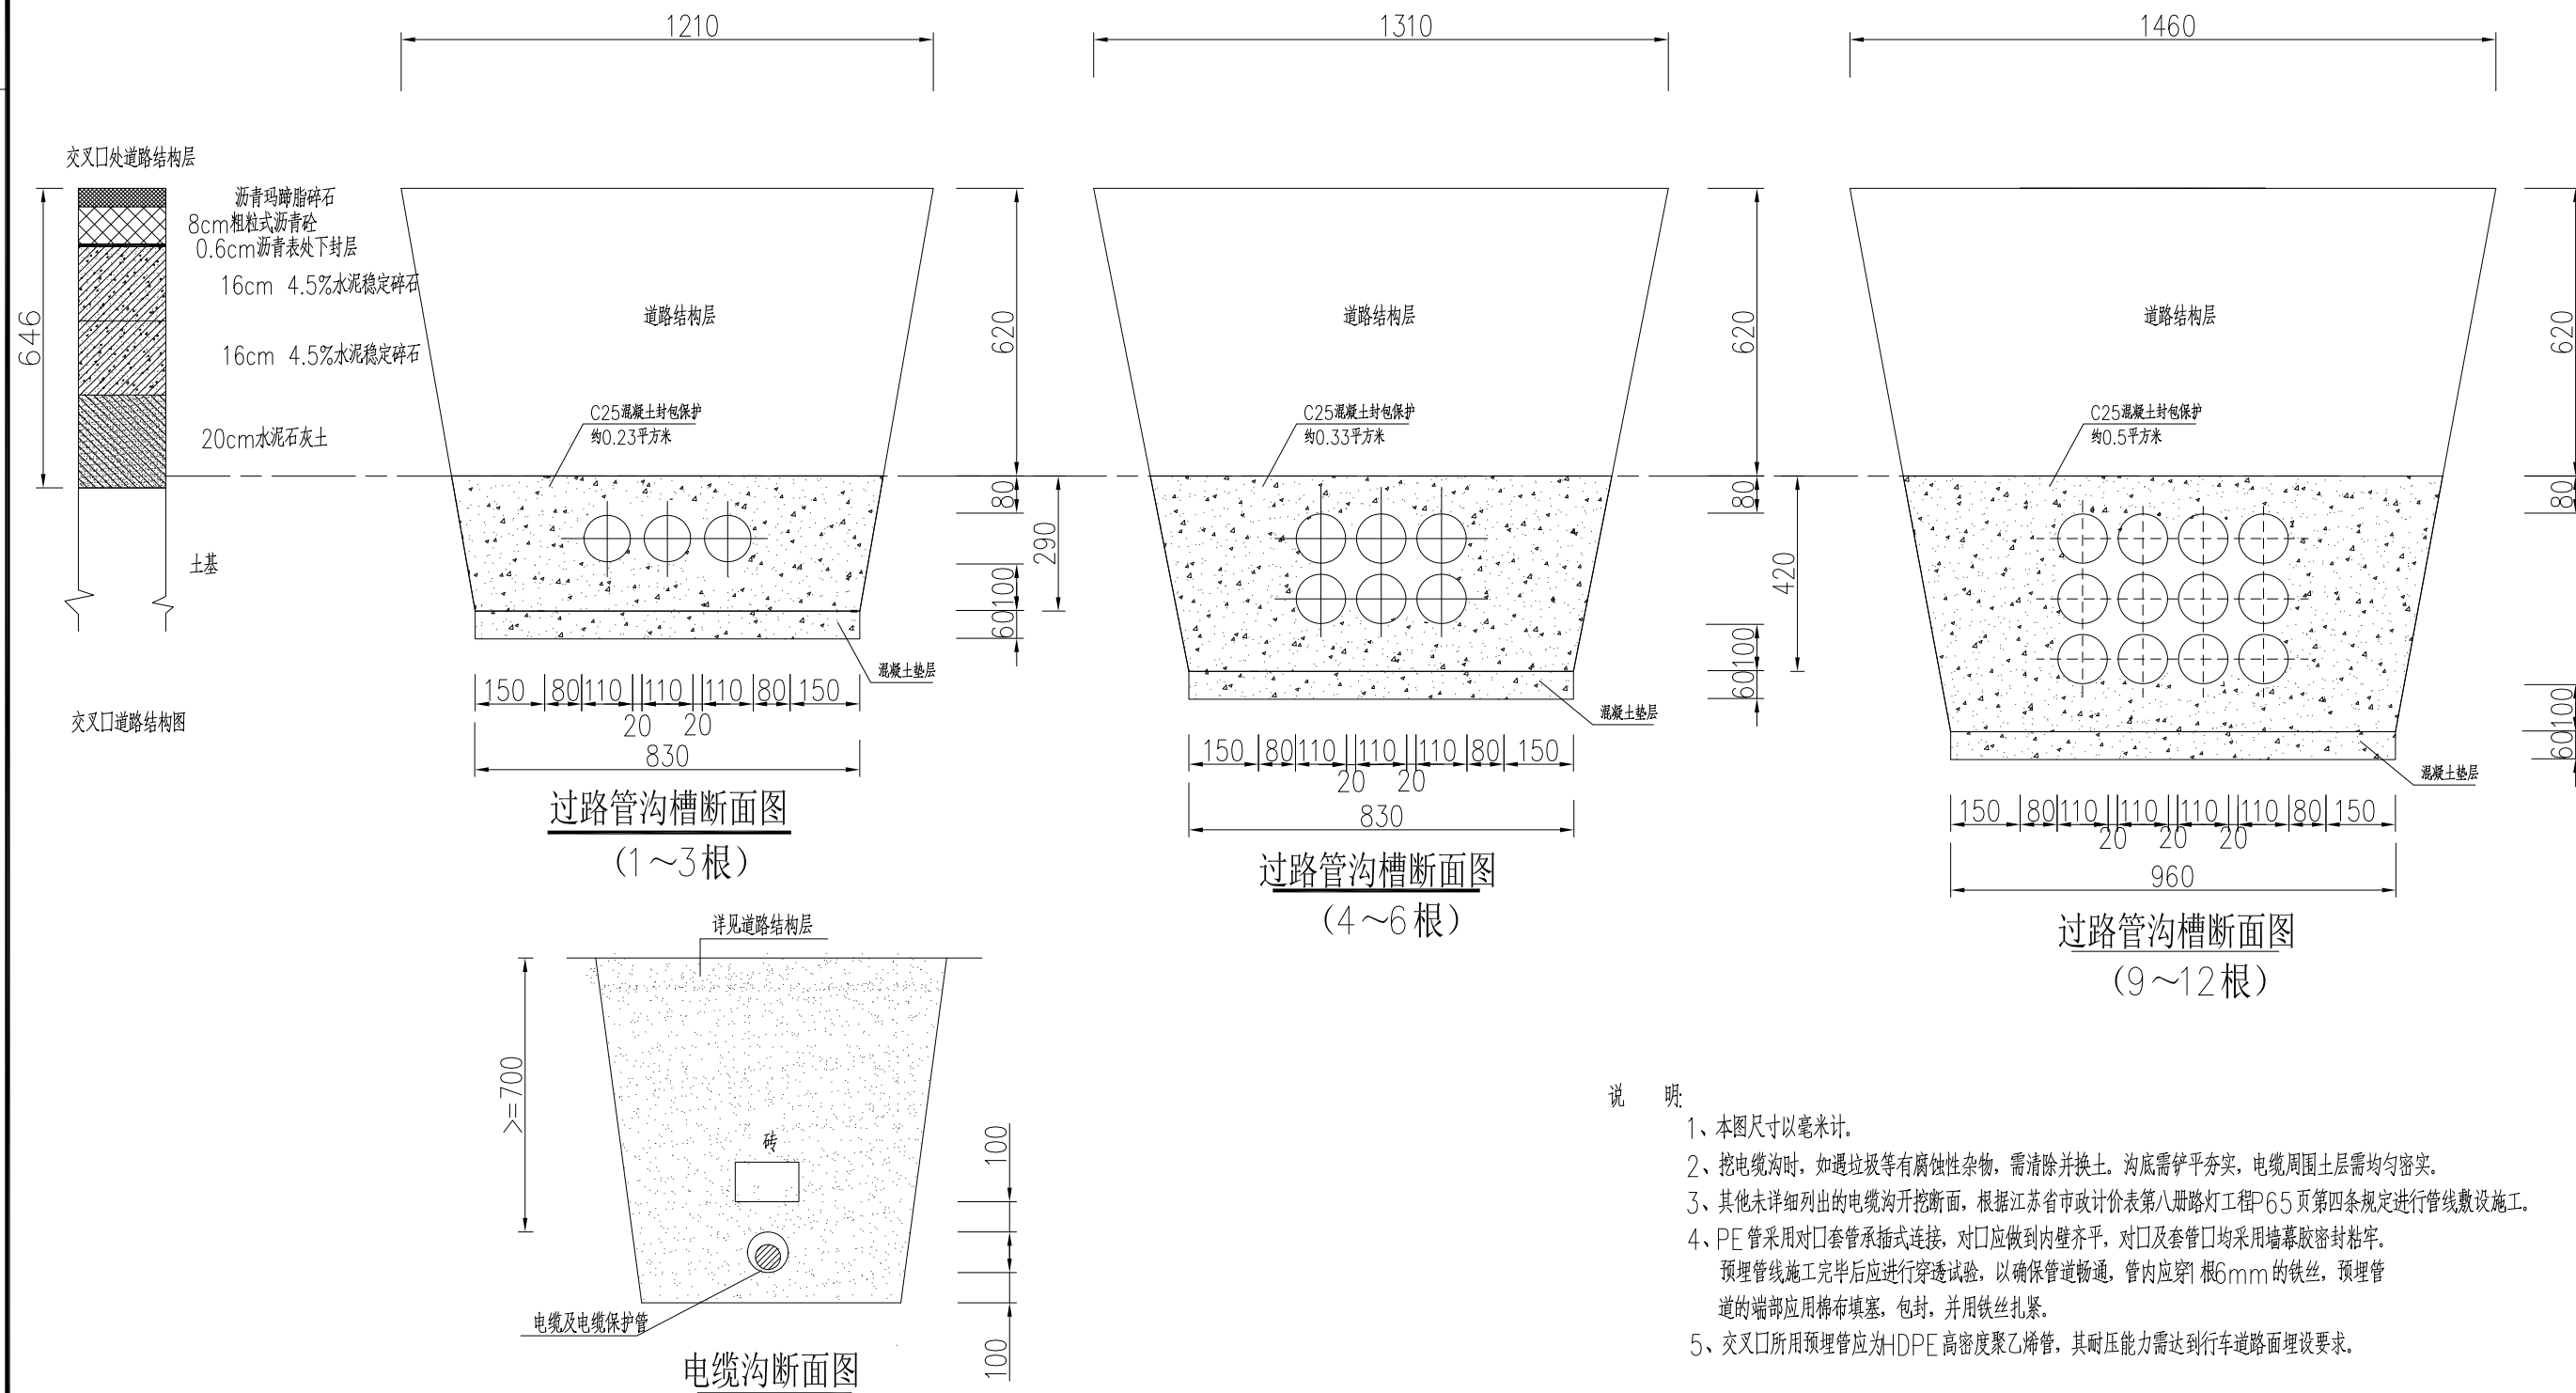 1210
1310
1460
交叉口处道路结构层
沥青玛蹄脂碎石
8cm粗粒式沥青砼
0.6cm沥青表处下封层
16cm 4.5%水泥稳定碎石
16cm 4.5%水泥稳定碎石
20cm水泥石灰土
646
土基
交叉口道路结构图
道路结构层
C25混凝土封包保护
约0.23平方米
620
80
290
100
60
混凝土垫层
150 80 110 110 110 80 150
20 20
830
过路管沟槽断面图
(1～3根)
道路结构层
C25混凝土封包保护
约0.33平方米
620
80
420
100
60
混凝土垫层
150 80 110 110 110 80 150
20 20
830
过路管沟槽断面图
(4～6根)
道路结构层
C25混凝土封包保护
约0.5平方米
620
80
100
60
混凝土垫层
150 80 110 110 110 110 80 150
20 20 20
960
过路管沟槽断面图
(9～12根)
详见道路结构层
>=700
砖
100
100
电缆及电缆保护管
电缆沟断面图
说 明:
1、本图尺寸以毫米计。
2、挖电缆沟时，如遇垃圾等有腐蚀性杂物，需清除并换土。沟底需铲平夯实，电缆周围土层需均匀密实。
3、其他未详细列出的电缆沟开挖断面，根据江苏省市政计价表第八册路灯工程P65页第四条规定进行管线敷设施工。
4、PE管采用对口套管承插式连接，对口应做到内壁齐平，对口及套管口均采用墙幕胶密封粘牢。
预埋管线施工完毕后应进行穿透试验，以确保管道畅通，管内应穿1根6mm的铁丝，预埋管
道的端部应用棉布填塞，包封，并用铁丝扎紧。
5、交叉口所用预埋管应为HDPE高密度聚乙烯管，其耐压能力需达到行车道路面埋设要求。